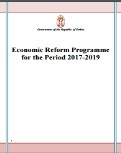 Government of the Republic of Serbia
Economic Reform Programme
for the Period 2017-2019